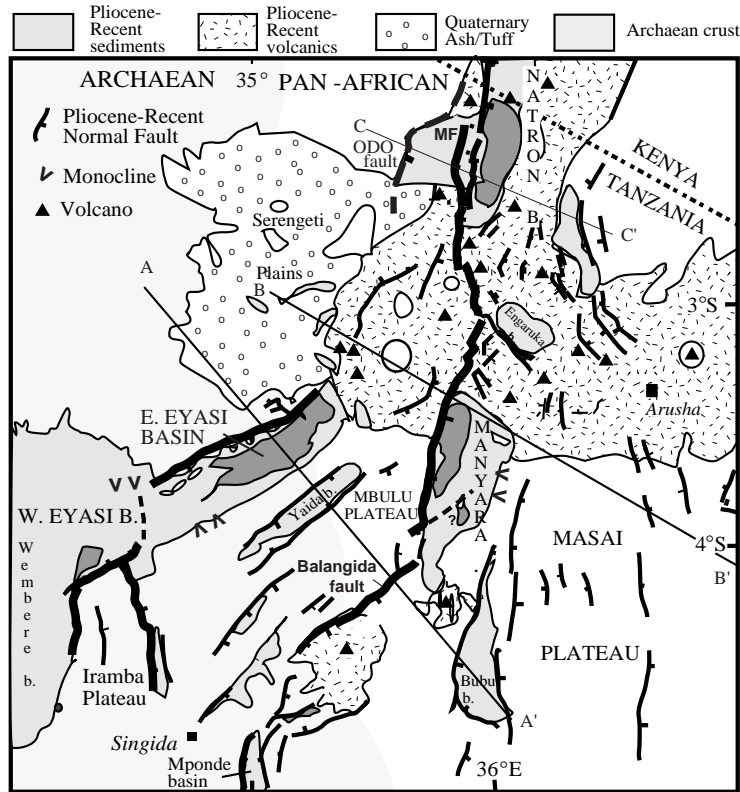 Pliocene-
Recent
sediments
Pliocene-
Recent
volcanics
Quaternary
Ash/Tuff
Archaean crust
ARCHAEAN
35°
PAN -AFRICAN
Pliocene-Recent
Normal Fault
Monocline
Volcano
C
ODO
fault
MF
NATRON
B.
KENYA
TANZANIA
C'
Serengeti
Plains
A
B
3°S
Engaruka
b.
Arusha
E. EYASI
BASIN
MANYARA
W. EYASI B.
Yaida b.
MBULU
PLATEAU
?
MASAI
4°S
B'
Wembere b.
Balangida
fault
Iramba
Plateau
PLATEAU
Bubu
b.
A'
Singida
Mponde
basin
36°E